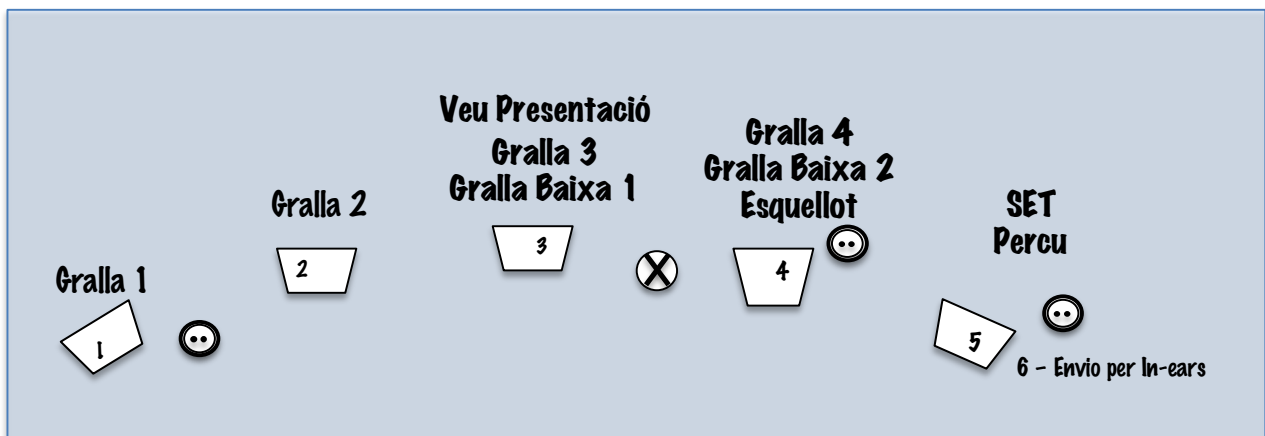 Veu Presentació
Gralla 3
Gralla Baixa 1
Gralla 4
Gralla Baixa 2
Esquellot
Gralla 2
SET
Percu
Gralla 1
1
2
3
X
4
5
6 – Envio per In-ears